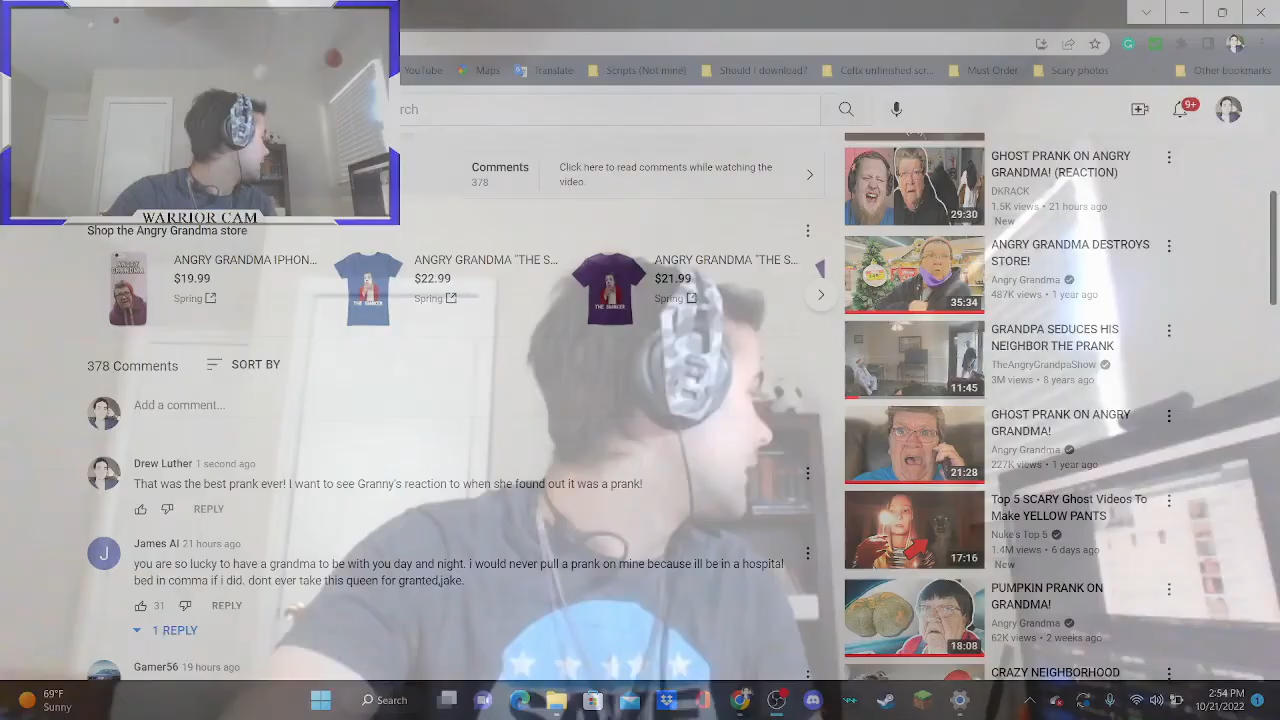 YouTube
Maps
Translate
Scripts (Not mine)
Should I download?
Celtx unfinished scr...
Must Order
Scary photos
Other bookmarks
rch
9+
WARRIOR CAM
Comments
378
Click here to read comments while watching the
video.
Shop the Angry Grandma store
ANGRY GRANDMA IPHON...
$19.99
Spring
ANGRY GRANDMA "THE S...
$22.99
Spring
ANGRY GRANDMA "THE S...
$21.99
Spring
378 Comments
SORT BY
Add a comment...
Drew Luther 1 second ago
That was the best prank ever! I want to see Granny's reaction to when she found out it was a prank!
REPLY
J
James Al 21 hours ago
you are so lucky to have a grandma to be with you day and night. i would never pull a prank on mine because ill be in a hospital
bed in comma if i did. dont ever take this queen for granted,jake.
31
REPLY
1 REPLY
Gamer56 19 hours ago
29:30
GHOST PRANK ON ANGRY
GRANDMA! (REACTION)
DKRACK
1.5K views • 21 hours ago
New
35:34
ANGRY GRANDMA DESTROYS
STORE!
Angry Grandma
487K views • 1 year ago
11:45
GRANDPA SEDUCES HIS
NEIGHBOR THE PRANK
TheAngryGrandpaShow
3M views • 8 years ago
21:28
GHOST PRANK ON ANGRY
GRANDMA!
Angry Grandma
227K views • 1 year ago
17:16
Top 5 SCARY Ghost Videos To
Make YELLOW PANTS
Nuke's Top 5
1.4M views • 6 days ago
New
18:08
PUMPKIN PRANK ON
GRANDMA!
Angry Grandma
62K views • 2 weeks ago
CRAZY NEIGHBORHOOD
69°F
Sunny
Search
2:54 PM
10/21/2022
1